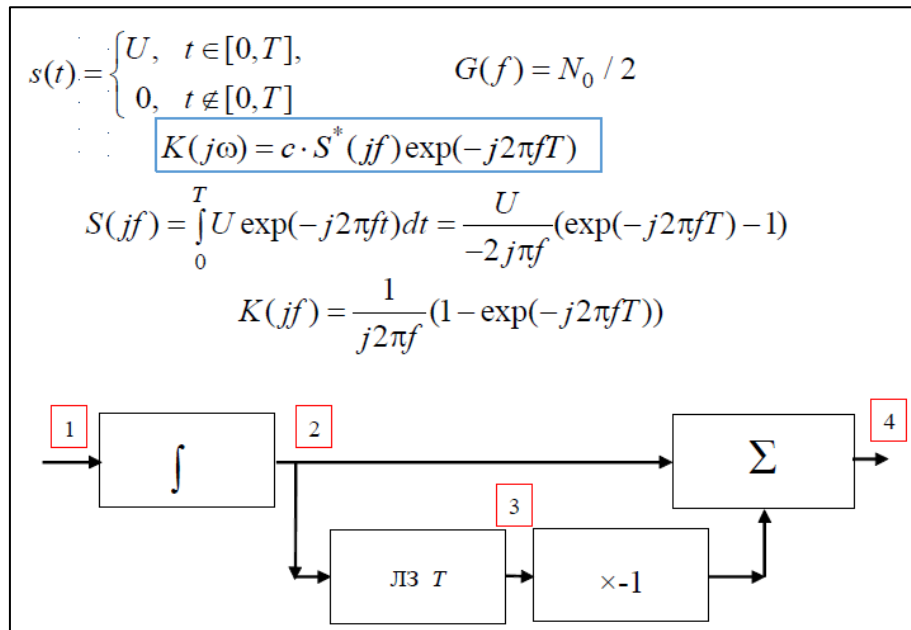 s(t) = { U, t ∈ [0, T], G(f) = N₀ / 2
0, t ∉ [0, T]
K(jω) = c · S*(jf) exp(−j2πfT)
S(jf) = ∫₀ᵀ U exp(−j2πft)dt = U / (−2jπf) (exp(−j2πfT) − 1)
K(jf) = 1 / (j2πf) (1 − exp(−j2πfT))
1
∫
2
Σ
4
3
ЛЗ T
×-1